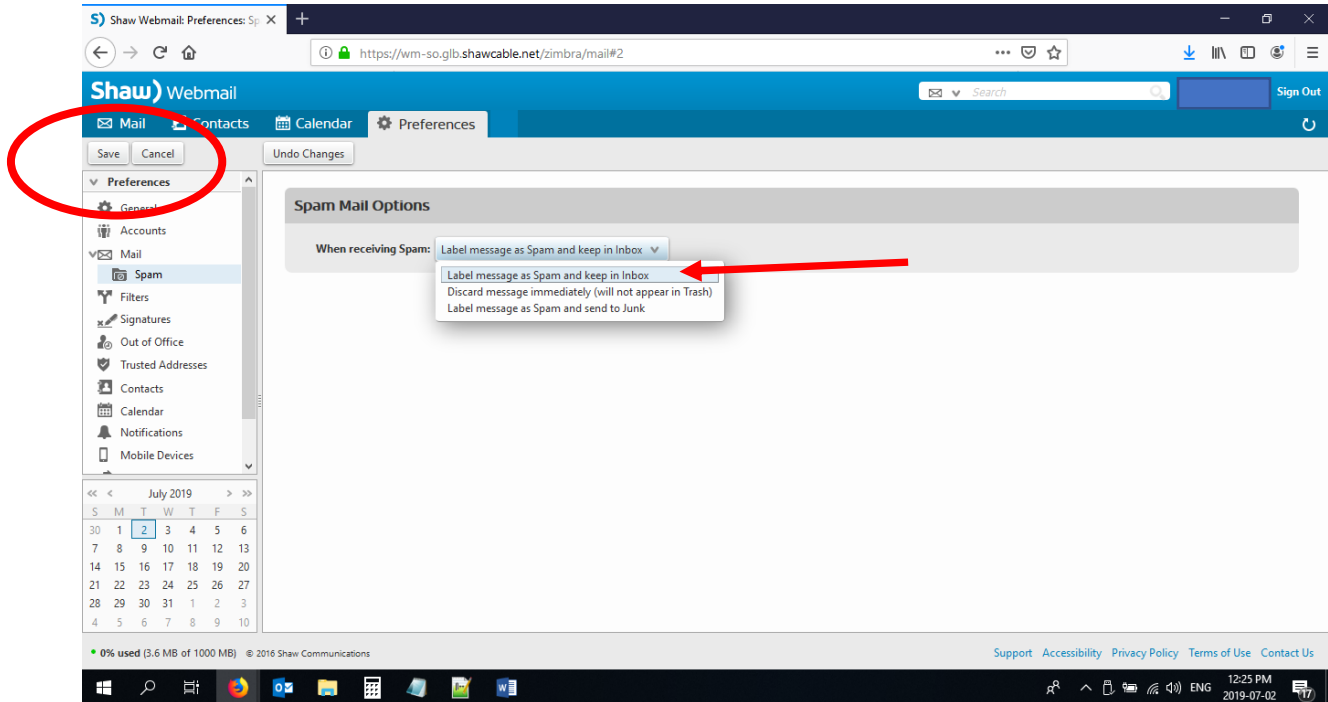 S) Shaw Webmail: Preferences: Sp
https://wm-so.glb.shawcable.net/zimbra/mail#2
Shaw) Webmail
Search
Sign Out
Mail Contacts Calendar Preferences
Save Cancel Undo Changes
Preferences
General
Accounts
Mail
Spam
Filters
Signatures
Out of Office
Trusted Addresses
Contacts
Calendar
Notifications
Mobile Devices
Spam Mail Options
When receiving Spam: Label message as Spam and keep in Inbox
Label message as Spam and keep in Inbox
Discard message immediately (will not appear in Trash)
Label message as Spam and send to Junk
<< < July 2019 > >>
S M T W T F S
30 1 2 3 4 5 6
7 8 9 10 11 12 13
14 15 16 17 18 19 20
21 22 23 24 25 26 27
28 29 30 31 1 2 3
4 5 6 7 8 9 10
0% used (3.6 MB of 1000 MB) © 2016 Shaw Communications
Support Accessibility Privacy Policy Terms of Use Contact Us
ENG
12:25 PM
2019-07-02
17